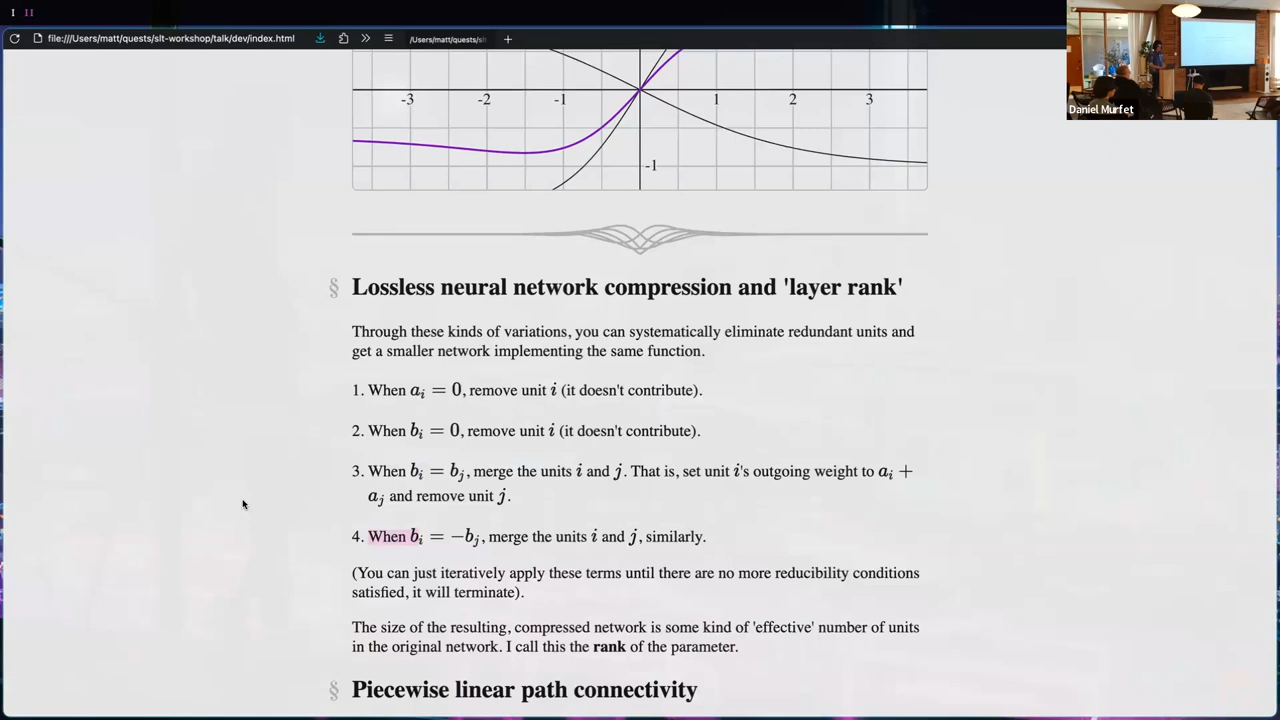 I II
file:///Users/matt/quests/slt-workshop/talk/dev/index.html
/Users/matt/quests/slt
Daniel Murfet
-3 -2 -1 1 2 3
-1
§ Lossless neural network compression and 'layer rank'
Through these kinds of variations, you can systematically eliminate redundant units and
get a smaller network implementing the same function.
1. When aᵢ = 0, remove unit i (it doesn't contribute).
2. When bᵢ = 0, remove unit i (it doesn't contribute).
3. When bᵢ = bⱼ, merge the units i and j. That is, set unit i's outgoing weight to aᵢ +
aⱼ and remove unit j.
4. When bᵢ = −bⱼ, merge the units i and j, similarly.
(You can just iteratively apply these terms until there are no more reducibility conditions
satisfied, it will terminate).
The size of the resulting, compressed network is some kind of 'effective' number of units
in the original network. I call this the rank of the parameter.
§ Piecewise linear path connectivity